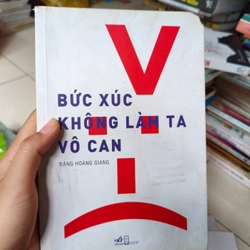 BỨC XÚC
KHÔNG LÀM TA
VÔ CAN
ĐẶNG HOÀNG GIANG